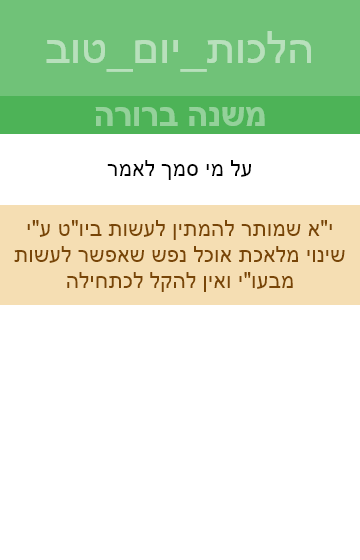 הלכות_יום_טוב
משנה ברורה
על מי סמך לאמר
י"א שמותר להמתין לעשות ביו"ט ע"י
שינוי מלאכת אוכל נפש שאפשר לעשות
מבעו"י ואין להקל לכתחילה